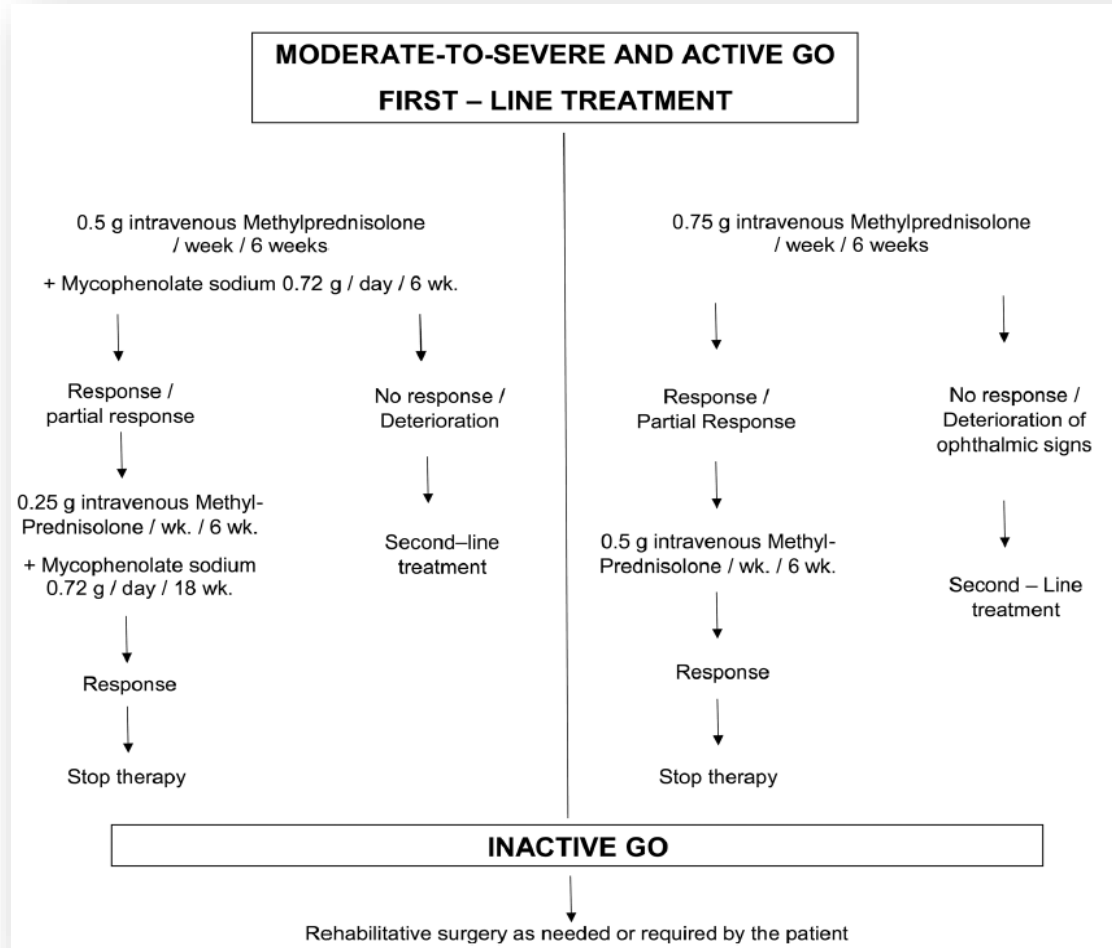 MODERATE-TO-SEVERE AND ACTIVE GO
FIRST – LINE TREATMENT
0.5 g intravenous Methylprednisolone
/ week / 6 weeks
+ Mycophenolate sodium 0.72 g / day / 6 wk.
Response /
partial response
No response /
Deterioration
0.25 g intravenous Methyl-
Prednisolone / wk. / 6 wk.
+ Mycophenolate sodium
0.72 g / day / 18 wk.
Second–line
treatment
Response
Stop therapy
0.75 g intravenous Methylprednisolone
/ week / 6 weeks
Response /
Partial Response
No response /
Deterioration of
ophthalmic signs
0.5 g intravenous Methyl-
Prednisolone / wk. / 6 wk.
Second – Line
treatment
Response
Stop therapy
INACTIVE GO
Rehabilitative surgery as needed or required by the patient